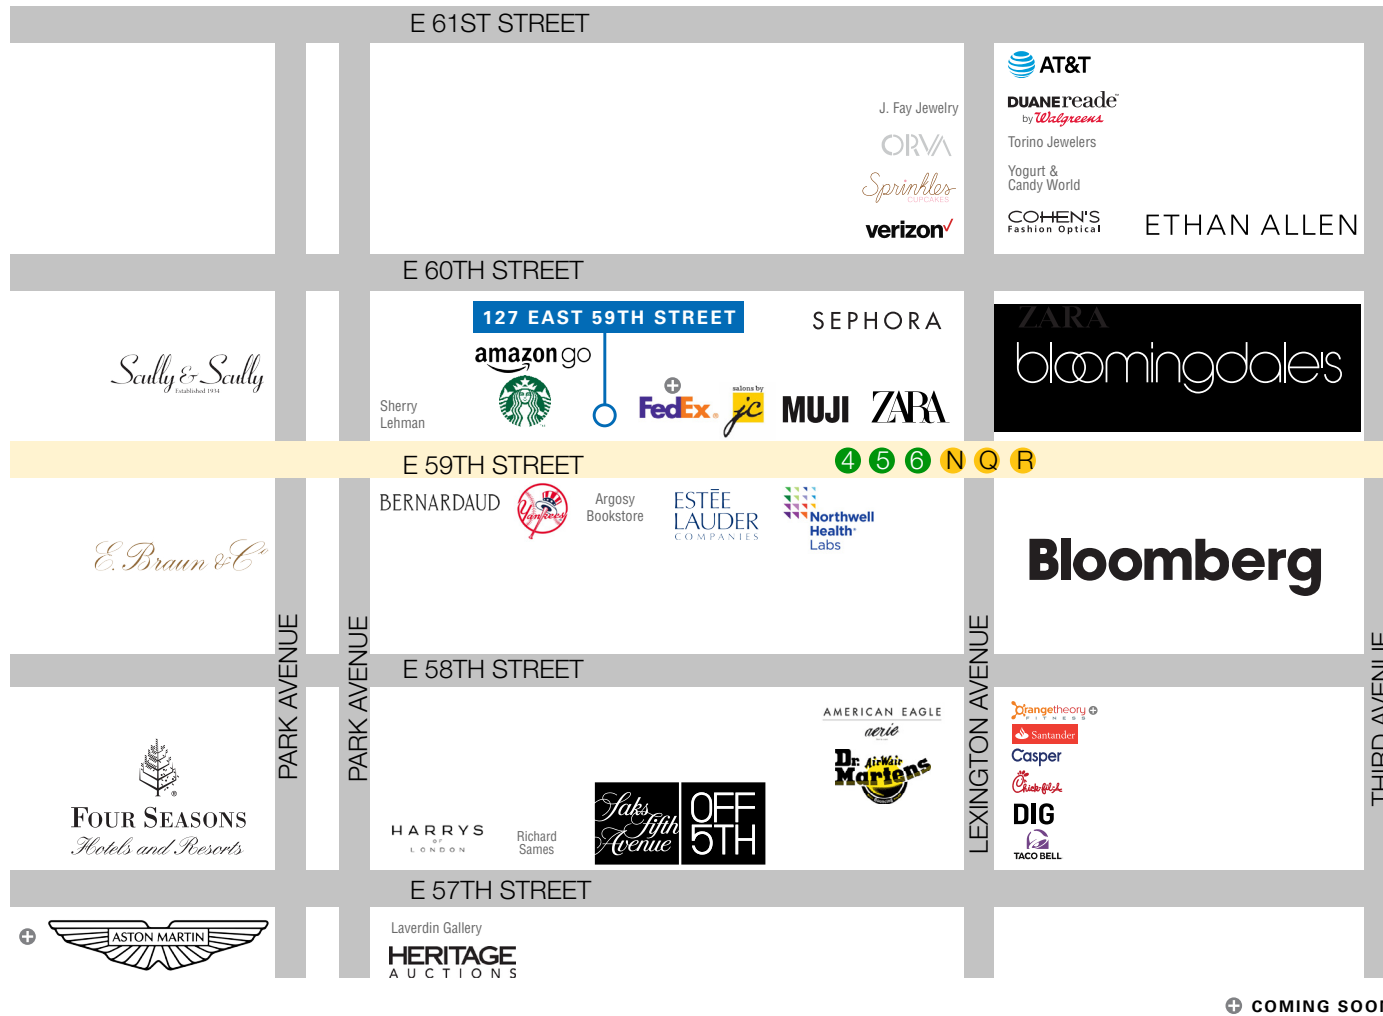 E 61ST STREET
AT&T
DUANEreade™
by Walgreens
J. Fay Jewelry
Torino Jewelers
ORVA
Yogurt &
Candy World
Sprinkles
CUPCAKES
COHEN'S
Fashion Optical
ETHAN ALLEN
verizon
E 60TH STREET
127 EAST 59TH STREET
SEPHORA
ZARA
bloomingdale's
amazon go
Scully & Scully
Established 1934
Sherry
Lehman
FedEx®
salons by
jc
MUJI
ZARA
E 59TH STREET
4 5 6 N Q R
BERNARDAUD
Yankees
Argosy
Bookstore
ESTĒE
LAUDER
COMPANIES
Northwell
Health®
Labs
E. Braun & Co
Bloomberg
PARK AVENUE
PARK AVENUE
LEXINGTON AVENUE
THIRD AVENUE
E 58TH STREET
AMERICAN EAGLE
aerie
Dr. AirWair
Martens
Orangetheory
FITNESS
Santander
Casper
Chick-fil-A
DIG
TACO BELL
FOUR SEASONS
Hotels and Resorts
HARRYS
OF
LONDON
Richard
Sames
Saks
fifth
Avenue
OFF
5TH
E 57TH STREET
ASTON MARTIN
Laverdin Gallery
HERITAGE
AUCTIONS
COMING SOON